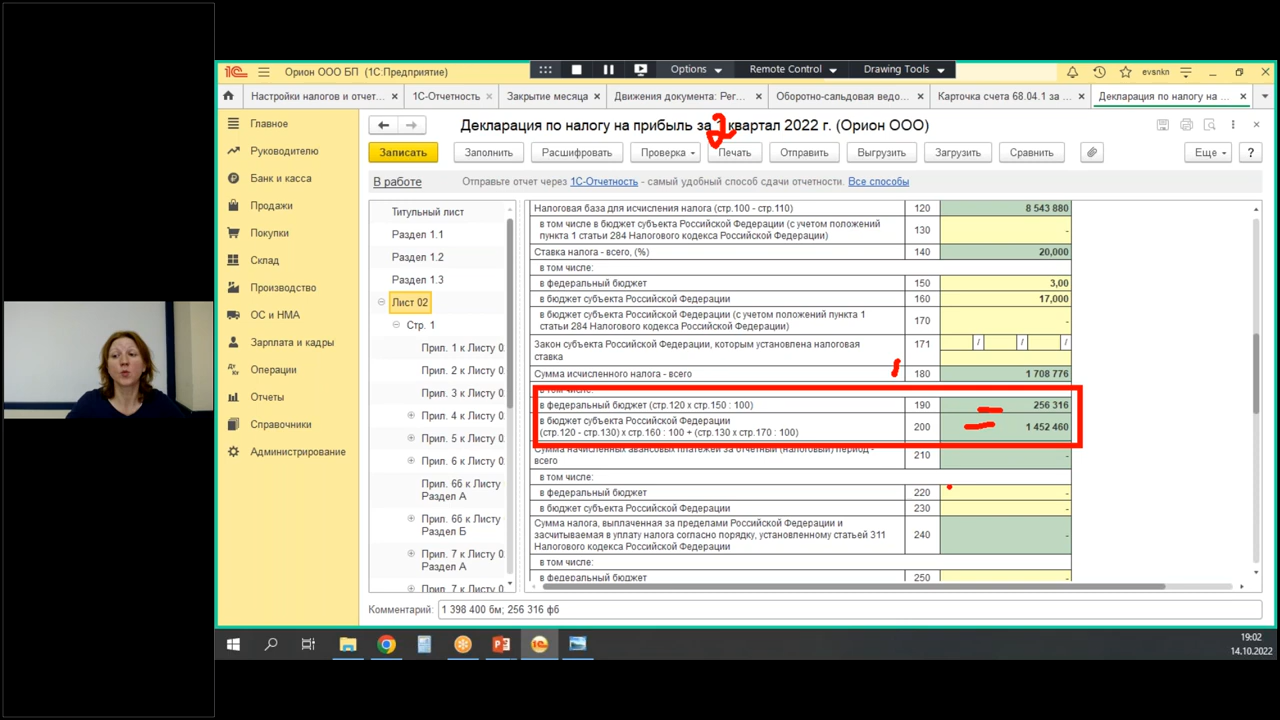 Орион ООО БП (1С:Предприятие)
Options
Remote Control
Drawing Tools
evsnkn
Настройки налогов и отчет...
1С-Отчетность
Закрытие месяца
Движения документа: Рег...
Оборотно-сальдовая ведо...
Карточка счета 68.04.1 за ...
Декларация по налогу на ...
Главное
Руководителю
Банк и касса
Продажи
Покупки
Склад
Производство
ОС и НМА
Зарплата и кадры
Операции
Отчеты
Справочники
Администрирование
Декларация по налогу на прибыль за 2 квартал 2022 г. (Орион ООО)
Записать
Заполнить
Расшифровать
Проверка
Печать
Отправить
Выгрузить
Загрузить
Сравнить
Еще
?
В работе
Отправьте отчет через 1С-Отчетность - самый удобный способ сдачи отчетности. Все способы
Титульный лист
Раздел 1.1
Раздел 1.2
Раздел 1.3
Лист 02
Стр. 1
Прил. 1 к Листу 0
Прил. 2 к Листу 0
Прил. 3 к Листу 0
Прил. 4 к Листу 0
Прил. 5 к Листу 0
Прил. 6 к Листу 0
Прил. 6б к Листу
Раздел А
Прил. 6б к Листу
Раздел Б
Прил. 7 к Листу 0
Раздел А
Прил. 7 к Листу 0
Налоговая база для исчисления налога (стр.100 - стр.110) 120 8 543 880
в том числе в бюджет субъекта Российской Федерации (с учетом положений
пункта 1 статьи 284 Налогового кодекса Российской Федерации) 130 -
Ставка налога - всего, (%) 140 20,000
в том числе:
в федеральный бюджет 150 3,00
в бюджет субъекта Российской Федерации 160 17,000
в бюджет субъекта Российской Федерации (с учетом положений пункта 1
статьи 284 Налогового кодекса Российской Федерации) 170 -
Закон субъекта Российской Федерации, которым установлена налоговая
ставка 171 / / /
Сумма исчисленного налога - всего 180 1 708 776
в том числе:
в федеральный бюджет (стр.120 х стр.150 : 100) 190 256 316
в бюджет субъекта Российской Федерации
(стр.120 - стр.130) х стр.160 : 100 + (стр.130 х стр.170 : 100) 200 1 452 460
Сумма начисленных авансовых платежей за отчетный (налоговый) период -
всего 210 -
в том числе:
в федеральный бюджет 220 -
в бюджет субъекта Российской Федерации 230 -
Сумма налога, выплаченная за пределами Российской Федерации и
засчитываемая в уплату налога согласно порядку, установленному статьей 311
Налогового кодекса Российской Федерации 240 -
в том числе:
в федеральный бюджет 250 -
Комментарий: 1 398 400 бм; 256 316 фб
19:02
14.10.2022